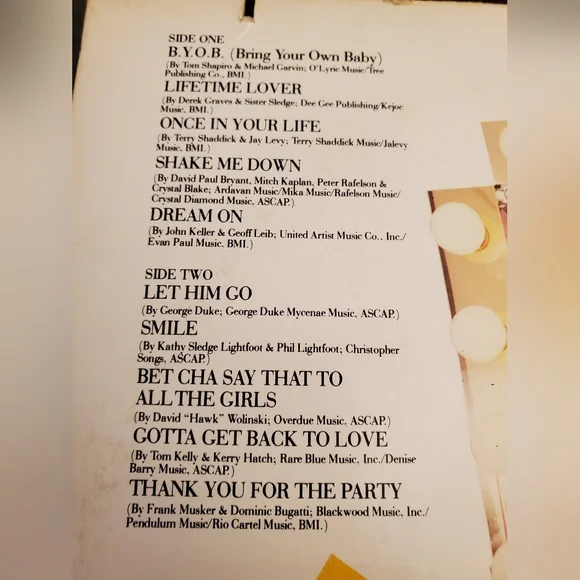 SIDE ONE
B.Y.O.B. (Bring Your Own Baby)
(By Tom Shapiro & Michael Garvin; O'Lyric Music/Tree
Publishing Co., BMI.)
LIFETIME LOVER
(By Derek Graves & Sister Sledge; Dee Gee Publishing/Kejoc
Music, BMI.)
ONCE IN YOUR LIFE
(By Terry Shaddick & Jay Levy; Terry Shaddick Music/Jalevy
Music, BMI.)
SHAKE ME DOWN
(By David Paul Bryant, Mitch Kaplan, Peter Rafelson &
Crystal Blake; Ardavan Music/Mika Music/Rafelson Music/
Crystal Diamond Music, ASCAP.)
DREAM ON
(By John Keller & Geoff Leib; United Artist Music Co., Inc./
Evan Paul Music, BMI.)
SIDE TWO
LET HIM GO
(By George Duke; George Duke Mycenae Music, ASCAP.)
SMILE
(By Kathy Sledge Lightfoot & Phil Lightfoot; Christopher
Songs, ASCAP.)
BET CHA SAY THAT TO
ALL THE GIRLS
(By David "Hawk" Wolinski; Overdue Music, ASCAP.)
GOTTA GET BACK TO LOVE
(By Tom Kelly & Kerry Hatch; Rare Blue Music, Inc./Denise
Barry Music, ASCAP.)
THANK YOU FOR THE PARTY
(By Frank Musker & Dominic Bugatti; Blackwood Music, Inc./
Pendulum Music/Rio Cartel Music, BMI.)